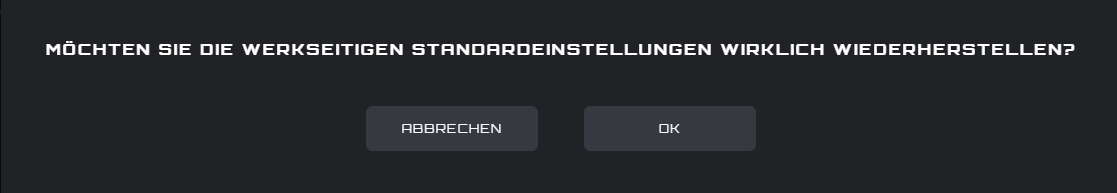 MÖCHTEN SIE DIE WERKSEITIGEN STANDARDEINSTELLUNGEN WIRKLICH WIEDERHERSTELLEN?
ABBRECHEN
OK